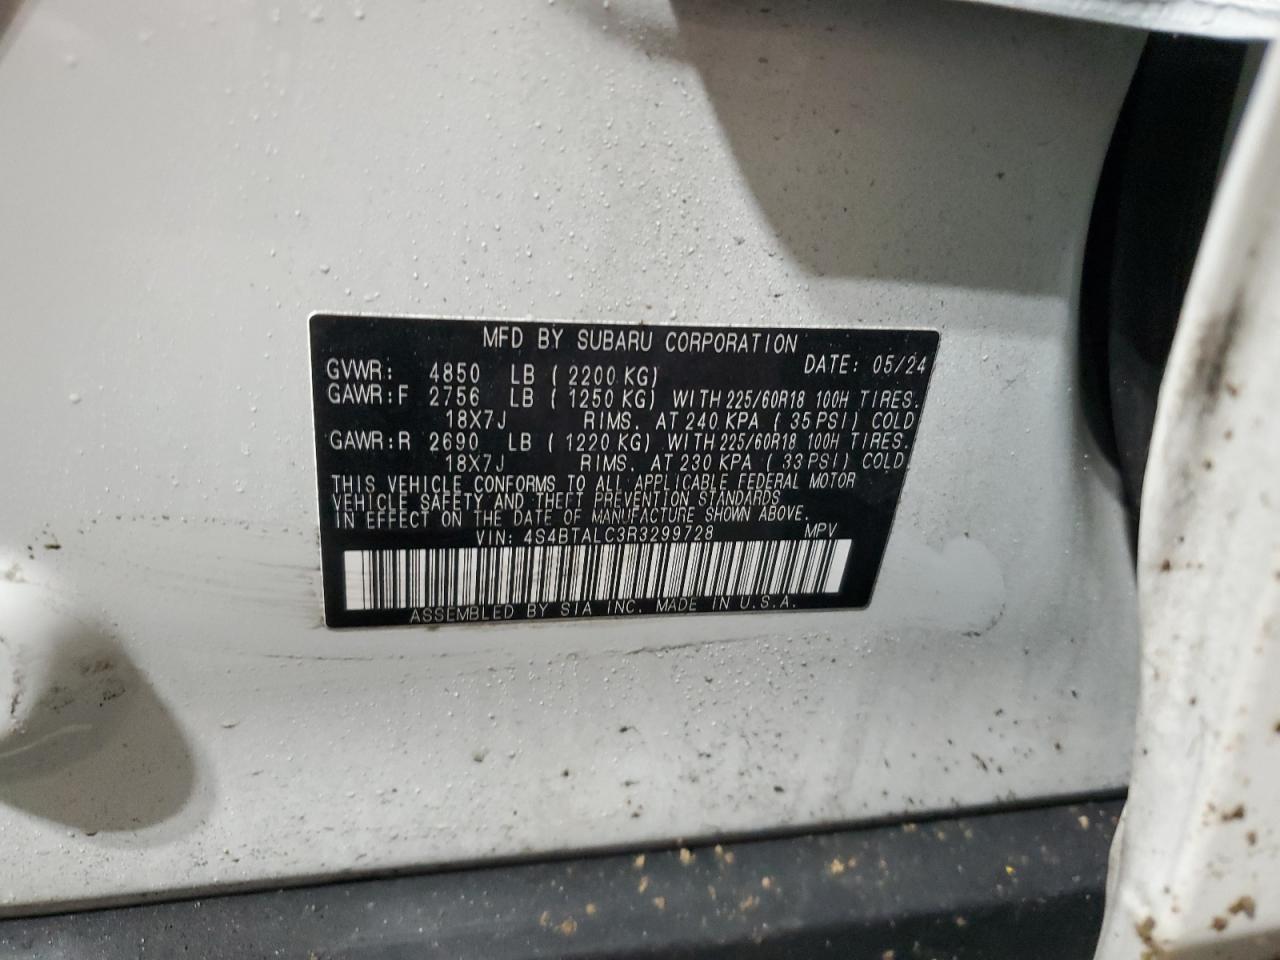 MFD BY SUBARU CORPORATION
GVWR: 4850 LB ( 2200 KG) DATE: 05/24
GAWR:F 2756 LB ( 1250 KG) WITH 225/60R18 100H TIRES.
18X7J RIMS. AT 240 KPA ( 35 PSI) COLD
GAWR:R 2690 LB ( 1220 KG) WITH 225/60R18 100H TIRES.
18X7J RIMS. AT 230 KPA ( 33 PSI) COLD.
THIS VEHICLE CONFORMS TO ALL APPLICABLE FEDERAL MOTOR
VEHICLE SAFETY AND THEFT PREVENTION STANDARDS
IN EFFECT ON THE DATE OF MANUFACTURE SHOWN ABOVE.
VIN: 4S4BTALC3R3299728 MPV
ASSEMBLED BY SIA INC. MADE IN U.S.A.